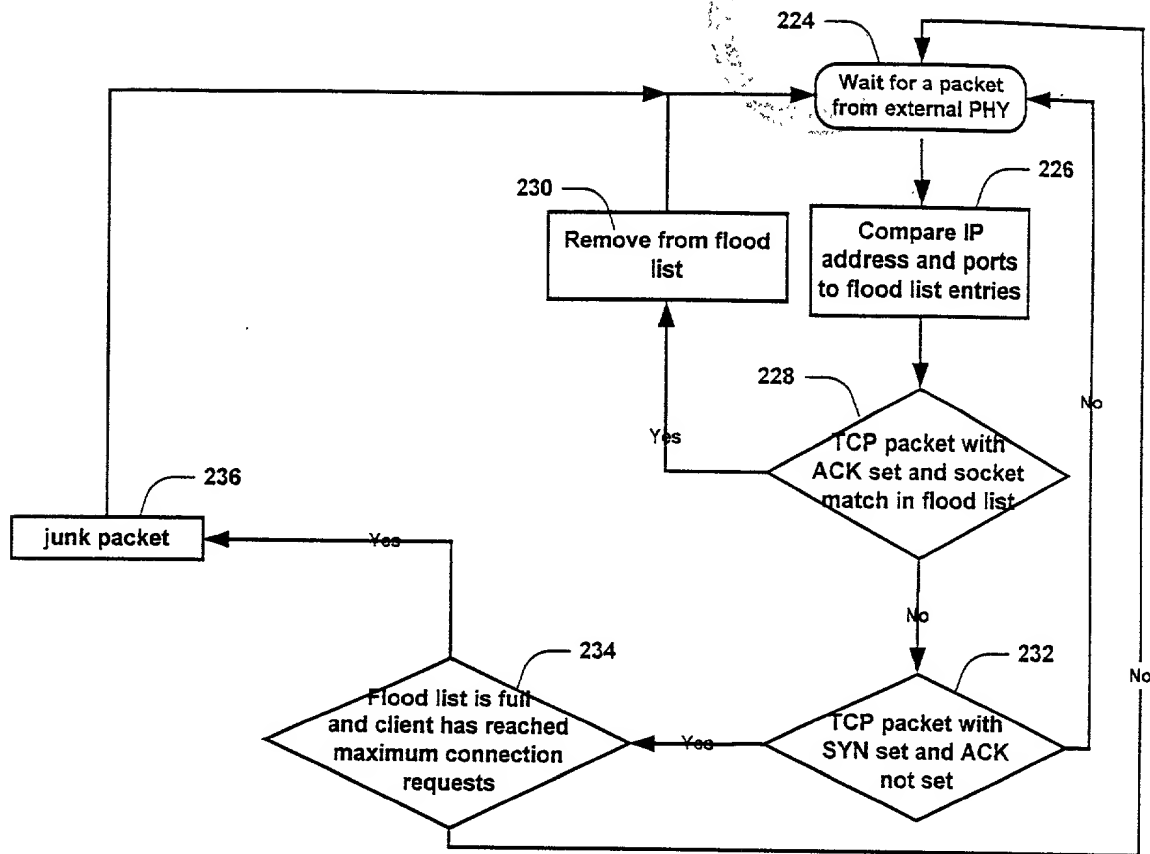 224
Wait for a packet
from external PHY
226
Compare IP
address and ports
to flood list entries
230
Remove from flood
list
228
TCP packet with
ACK set and socket
match in flood list
Yes
No
No
236
junk packet
Yes
234
Flood list is full
and client has reached
maximum connection
requests
Yes
232
TCP packet with
SYN set and ACK
not set
No